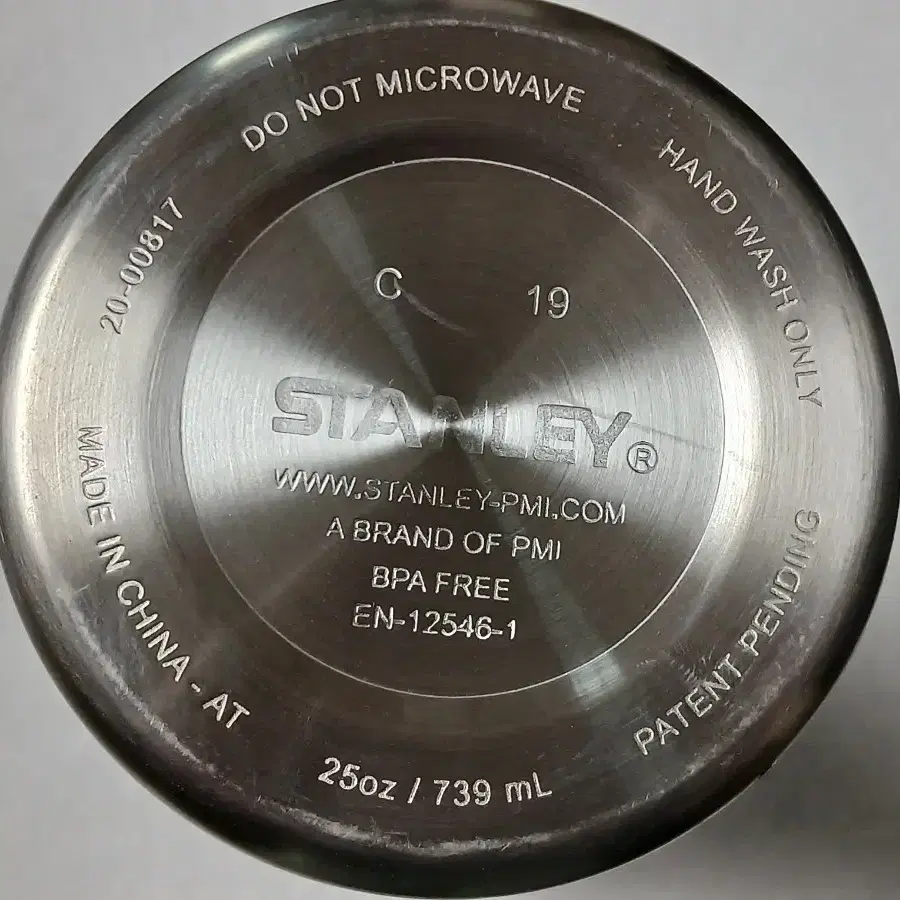 DO NOT MICROWAVE
HAND WASH ONLY
PATENT PENDING
25oz / 739 mL
MADE IN CHINA - AT
20-00817
C 19
STANLEY®
WWW.STANLEY-PMI.COM
A BRAND OF PMI
BPA FREE
EN-12546-1